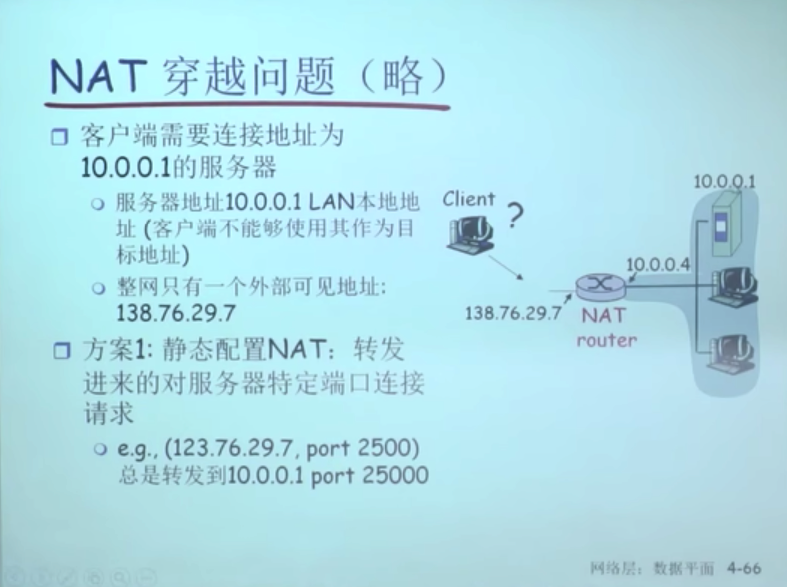 NAT 穿越问题（略）
客户端需要连接地址为
10.0.0.1的服务器
服务器地址10.0.0.1 LAN本地地
址 (客户端不能够使用其作为目
标地址)
整网只有一个外部可见地址:
138.76.29.7
方案1: 静态配置NAT：转发
进来的对服务器特定端口连接
请求
e.g., (123.76.29.7, port 2500)
总是转发到10.0.0.1 port 25000
Client
?
10.0.0.1
10.0.0.4
138.76.29.7
NAT
router
网络层：数据平面 4-66